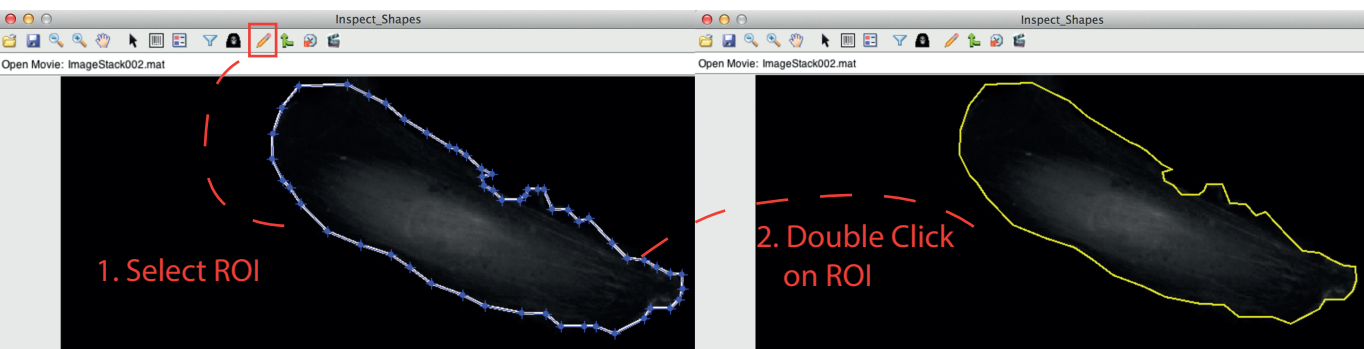 Inspect_Shapes
Open Movie: ImageStack002.mat
1. Select ROI
Inspect_Shapes
Open Movie: ImageStack002.mat
2. Double Click
on ROI